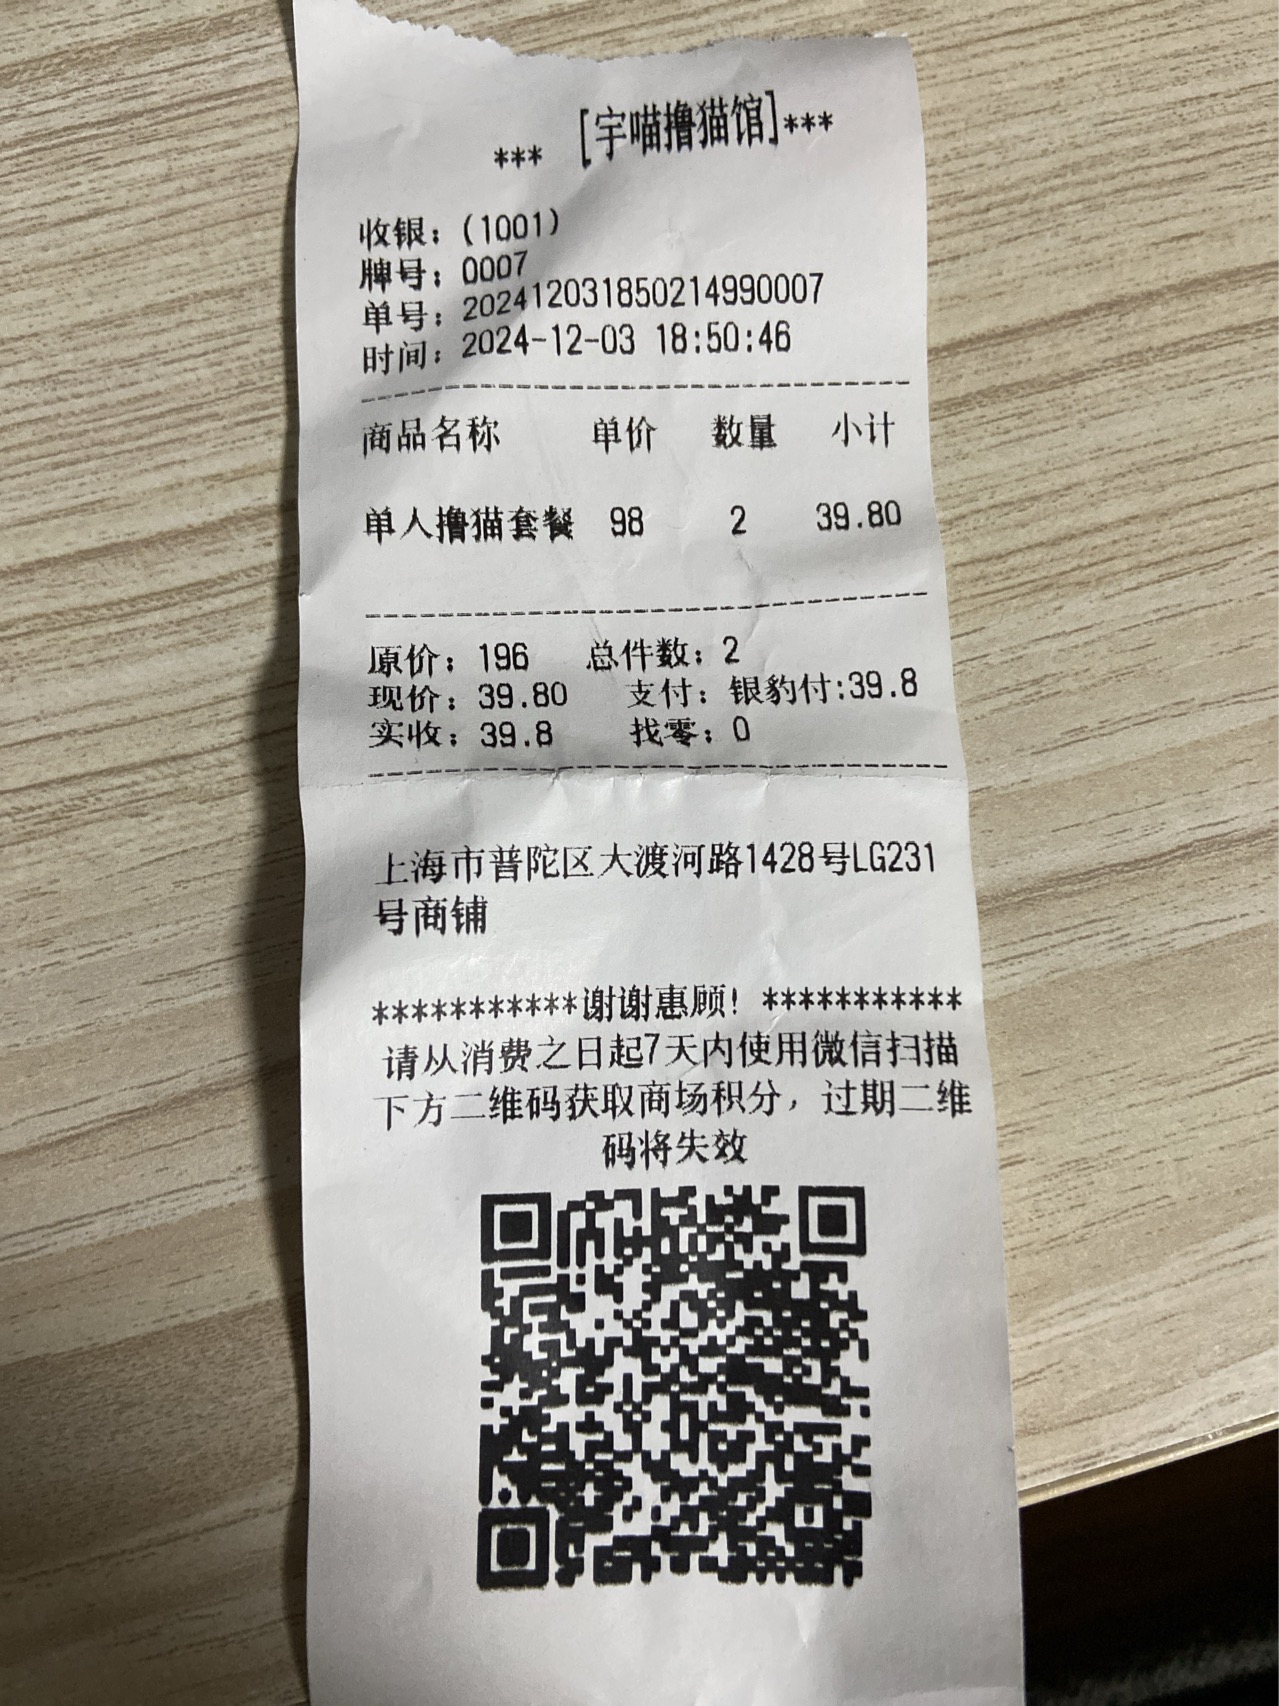 *** [宇喵撸猫馆]***
收银：(1001)
牌号：0007
单号：202412031850214990007
时间：2024-12-03 18:50:46
商品名称 单价 数量 小计
单人撸猫套餐 98 2 39.80
原价：196 总件数：2
现价：39.80 支付：银豹付:39.8
实收：39.8 找零：0
上海市普陀区大渡河路1428号LG231
号商铺
***********谢谢惠顾！***********
请从消费之日起7天内使用微信扫描
下方二维码获取商场积分，过期二维
码将失效